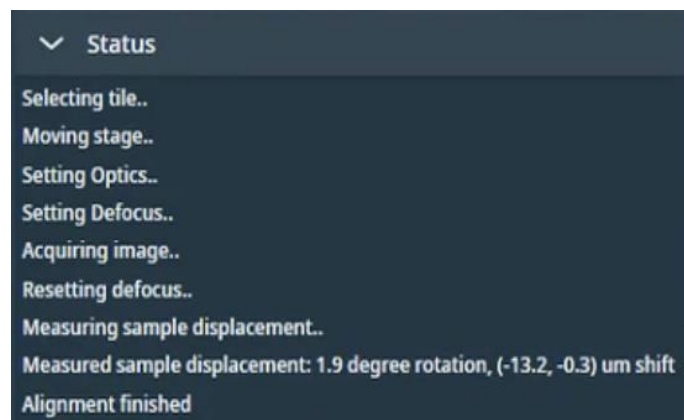 Status
Selecting tile..
Moving stage..
Setting Optics..
Setting Defocus..
Acquiring image..
Resetting defocus..
Measuring sample displacement..
Measured sample displacement: 1.9 degree rotation, (-13.2, -0.3) um shift
Alignment finished